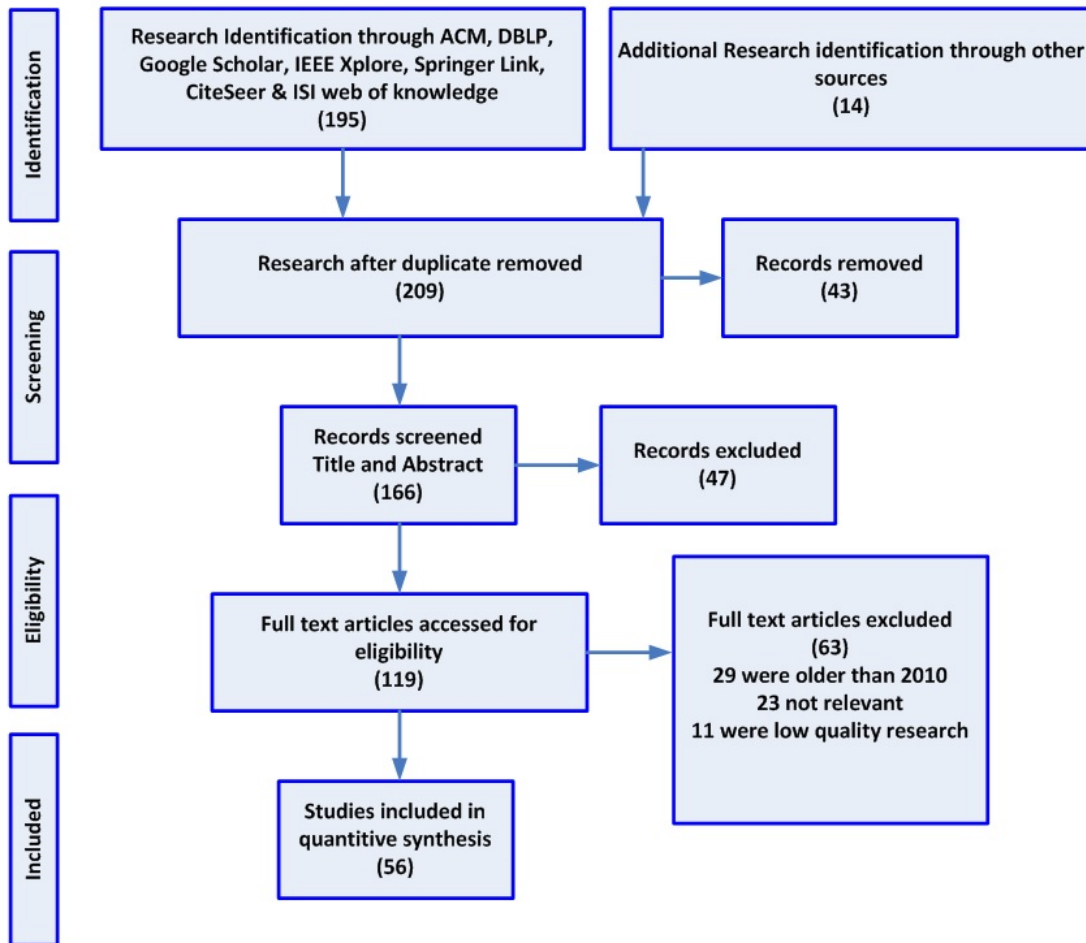 Identification
Research Identification through ACM, DBLP,
Google Scholar, IEEE Xplore, Springer Link,
CiteSeer & ISI web of knowledge
(195)
Additional Research identification through other
sources
(14)
Screening
Research after duplicate removed
(209)
Records removed
(43)
Records screened
Title and Abstract
(166)
Records excluded
(47)
Eligibility
Full text articles accessed for
eligibility
(119)
Full text articles excluded
(63)
29 were older than 2010
23 not relevant
11 were low quality research
Included
Studies included in
quantitive synthesis
(56)